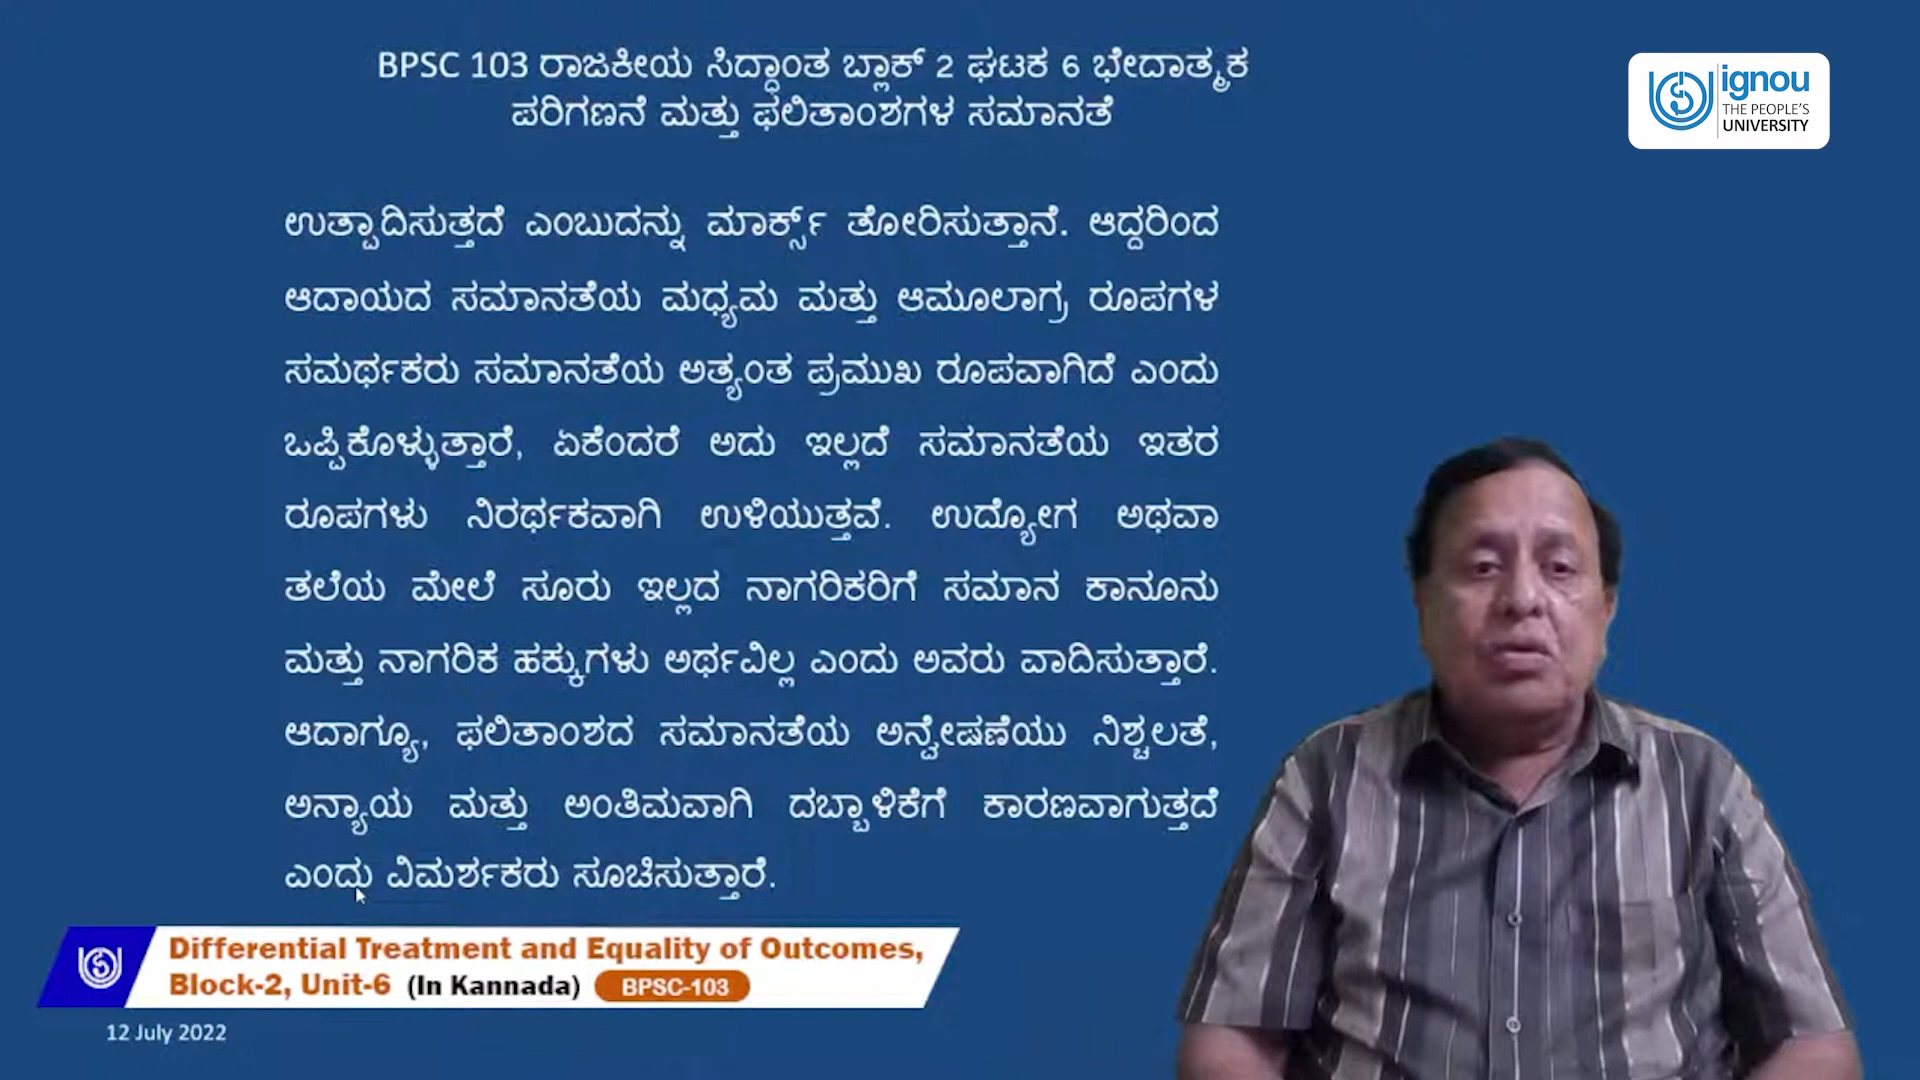 BPSC 103 ರಾಜಕೀಯ ಸಿದ್ಧಾಂತ ಬ್ಲಾಕ್ 2 ಘಟಕ 6 ಭೇದಾತ್ಮಕ
ಪರಿಗಣನೆ ಮತ್ತು ಫಲಿತಾಂಶಗಳ ಸಮಾನತೆ
ignou
THE PEOPLE'S
UNIVERSITY
ಉತ್ಪಾದಿಸುತ್ತದೆ ಎಂಬುದನ್ನು ಮಾರ್ಕ್ಸ್ ತೋರಿಸುತ್ತಾನೆ. ಆದ್ದರಿಂದ
ಆದಾಯದ ಸಮಾನತೆಯ ಮಧ್ಯಮ ಮತ್ತು ಆಮೂಲಾಗ್ರ ರೂಪಗಳ
ಸಮರ್ಥಕರು ಸಮಾನತೆಯ ಅತ್ಯಂತ ಪ್ರಮುಖ ರೂಪವಾಗಿದೆ ಎಂದು
ಒಪ್ಪಿಕೊಳ್ಳುತ್ತಾರೆ, ಏಕೆಂದರೆ ಅದು ಇಲ್ಲದೆ ಸಮಾನತೆಯ ಇತರ
ರೂಪಗಳು ನಿರರ್ಥಕವಾಗಿ ಉಳಿಯುತ್ತವೆ. ಉದ್ಯೋಗ ಅಥವಾ
ತಲೆಯ ಮೇಲೆ ಸೂರು ಇಲ್ಲದ ನಾಗರಿಕರಿಗೆ ಸಮಾನ ಕಾನೂನು
ಮತ್ತು ನಾಗರಿಕ ಹಕ್ಕುಗಳು ಅರ್ಥವಿಲ್ಲ ಎಂದು ಅವರು ವಾದಿಸುತ್ತಾರೆ.
ಆದಾಗ್ಯೂ, ಫಲಿತಾಂಶದ ಸಮಾನತೆಯ ಅನ್ವೇಷಣೆಯು ನಿಶ್ಚಲತೆ,
ಅನ್ಯಾಯ ಮತ್ತು ಅಂತಿಮವಾಗಿ ದಬ್ಬಾಳಿಕೆಗೆ ಕಾರಣವಾಗುತ್ತದೆ
ಎಂದು ವಿಮರ್ಶಕರು ಸೂಚಿಸುತ್ತಾರೆ.
Differential Treatment and Equality of Outcomes,
Block-2, Unit-6 (In Kannada) BPSC-103
12 July 2022